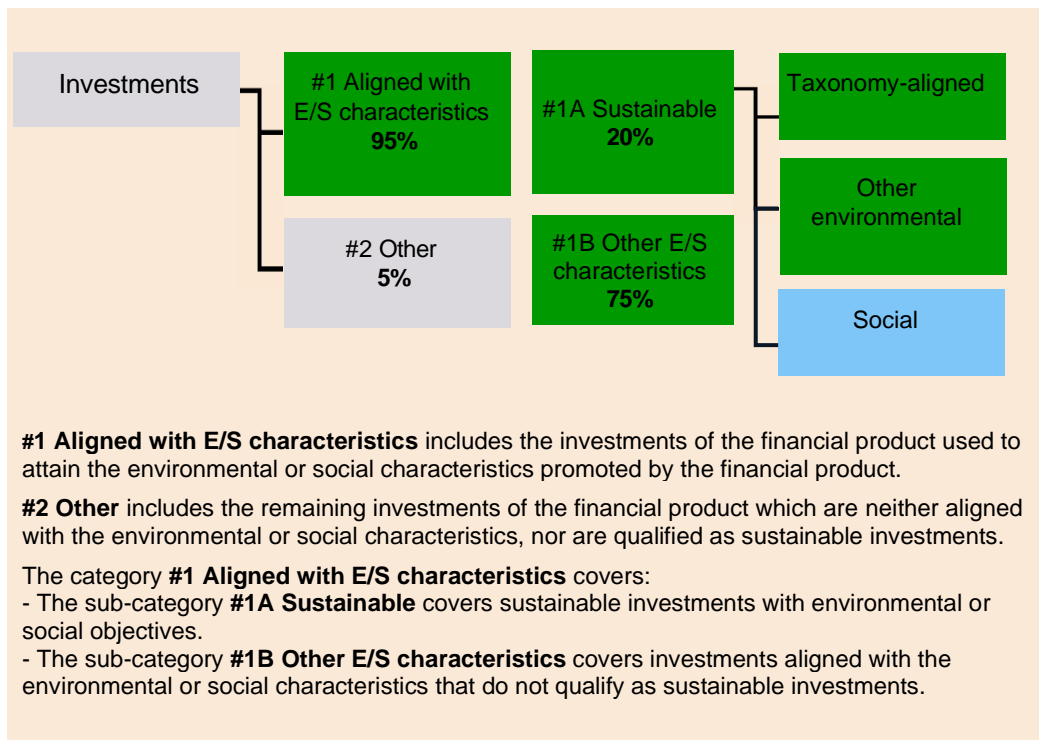 Investments
#1 Aligned with
E/S characteristics
95%
#2 Other
5%
#1A Sustainable
20%
#1B Other E/S
characteristics
75%
Taxonomy-aligned
Other
environmental
Social
#1 Aligned with E/S characteristics includes the investments of the financial product used to
attain the environmental or social characteristics promoted by the financial product.
#2 Other includes the remaining investments of the financial product which are neither aligned
with the environmental or social characteristics, nor are qualified as sustainable investments.
The category #1 Aligned with E/S characteristics covers:
- The sub-category #1A Sustainable covers sustainable investments with environmental or
social objectives.
- The sub-category #1B Other E/S characteristics covers investments aligned with the
environmental or social characteristics that do not qualify as sustainable investments.